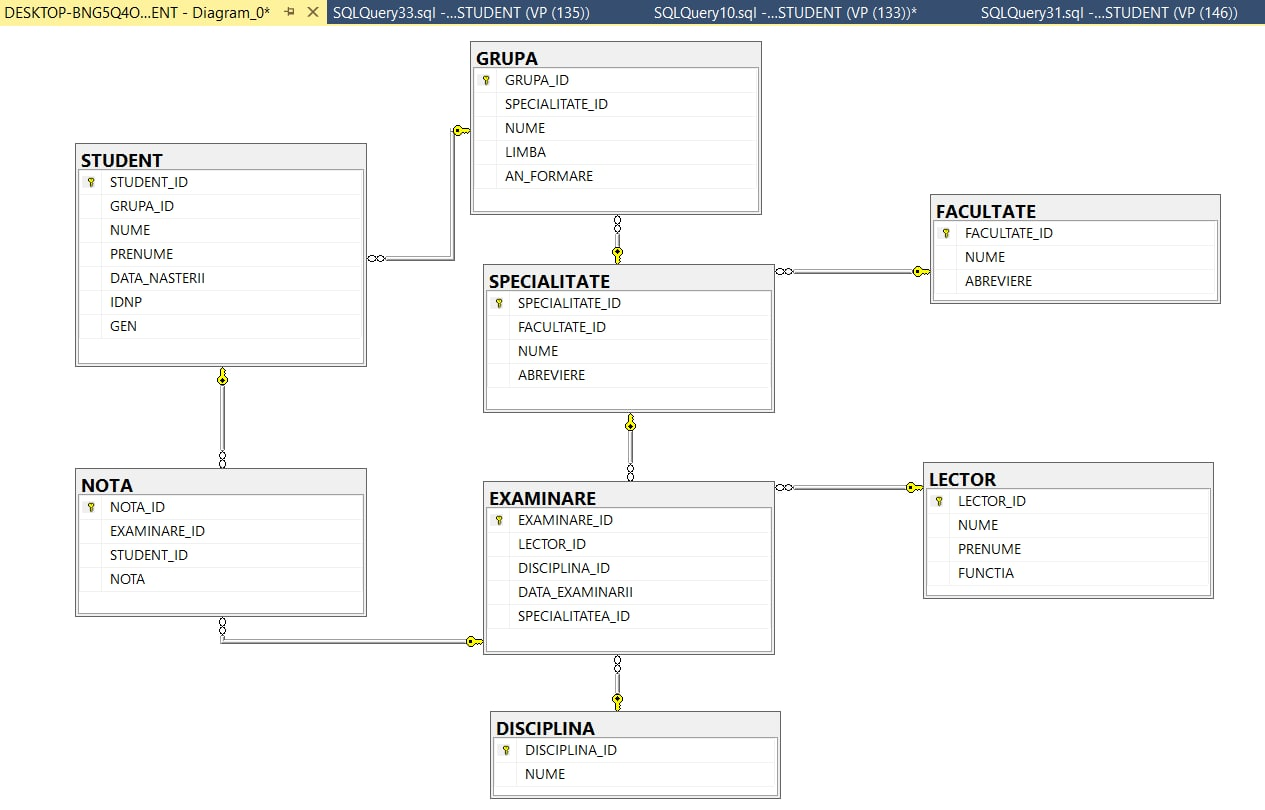 DESKTOP-BNG5Q4O...ENT - Diagram_0*
SQLQuery33.sql -...STUDENT (VP (135))
SQLQuery10.sql -...STUDENT (VP (133))*
SQLQuery31.sql -...STUDENT (VP (146))
GRUPA
GRUPA_ID
SPECIALITATE_ID
NUME
LIMBA
AN_FORMARE
STUDENT
STUDENT_ID
GRUPA_ID
NUME
PRENUME
DATA_NASTERII
IDNP
GEN
FACULTATE
FACULTATE_ID
NUME
ABREVIERE
SPECIALITATE
SPECIALITATE_ID
FACULTATE_ID
NUME
ABREVIERE
NOTA
NOTA_ID
EXAMINARE_ID
STUDENT_ID
NOTA
EXAMINARE
EXAMINARE_ID
LECTOR_ID
DISCIPLINA_ID
DATA_EXAMINARII
SPECIALITATEA_ID
LECTOR
LECTOR_ID
NUME
PRENUME
FUNCTIA
DISCIPLINA
DISCIPLINA_ID
NUME